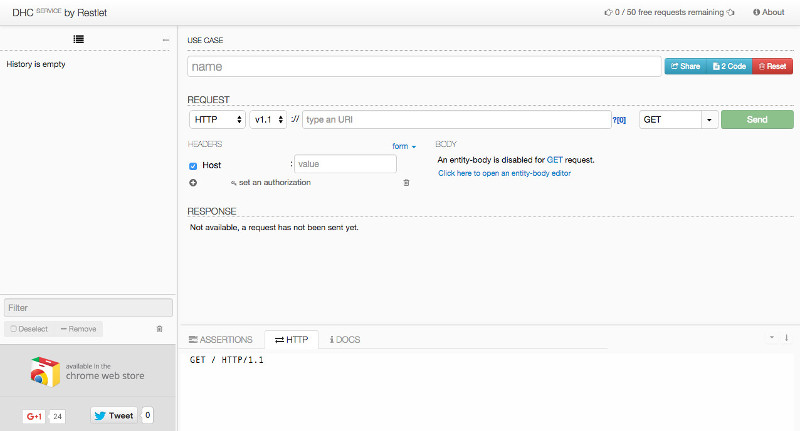 DHC SERVICE by Restlet
0 / 50 free requests remaining
About
History is empty
USE CASE
name
Share
2 Code
Reset
REQUEST
HTTP
v1.1
://
type an URI
?[0]
GET
Send
HEADERS
form
BODY
Host
:
value
An entity-body is disabled for GET request.
set an authorization
Click here to open an entity-body editor
RESPONSE
Not available, a request has not been sent yet.
Filter
Deselect
Remove
ASSERTIONS
HTTP
DOCS
GET / HTTP/1.1
available in the
chrome web store
G+1
24
Tweet
0